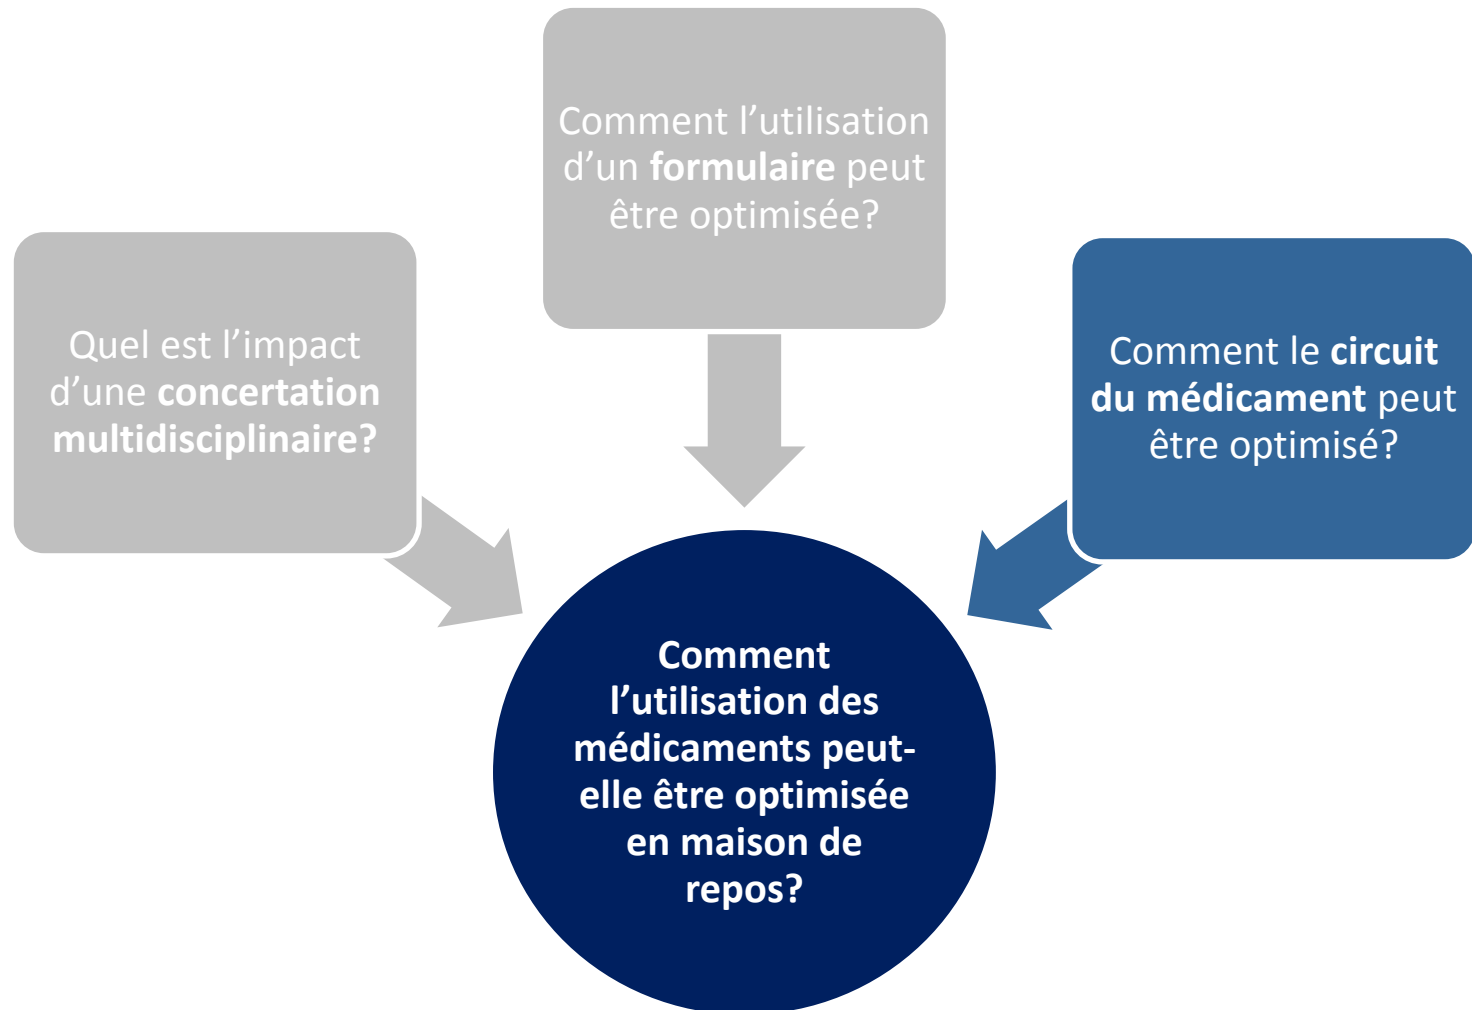 Comment l’utilisation
d’un formulaire peut
être optimisée?
Quel est l’impact
d’une concertation
multidisciplinaire?
Comment le circuit
du médicament peut
être optimisé?
Comment
l’utilisation des
médicaments peut-
elle être optimisée
en maison de
repos?